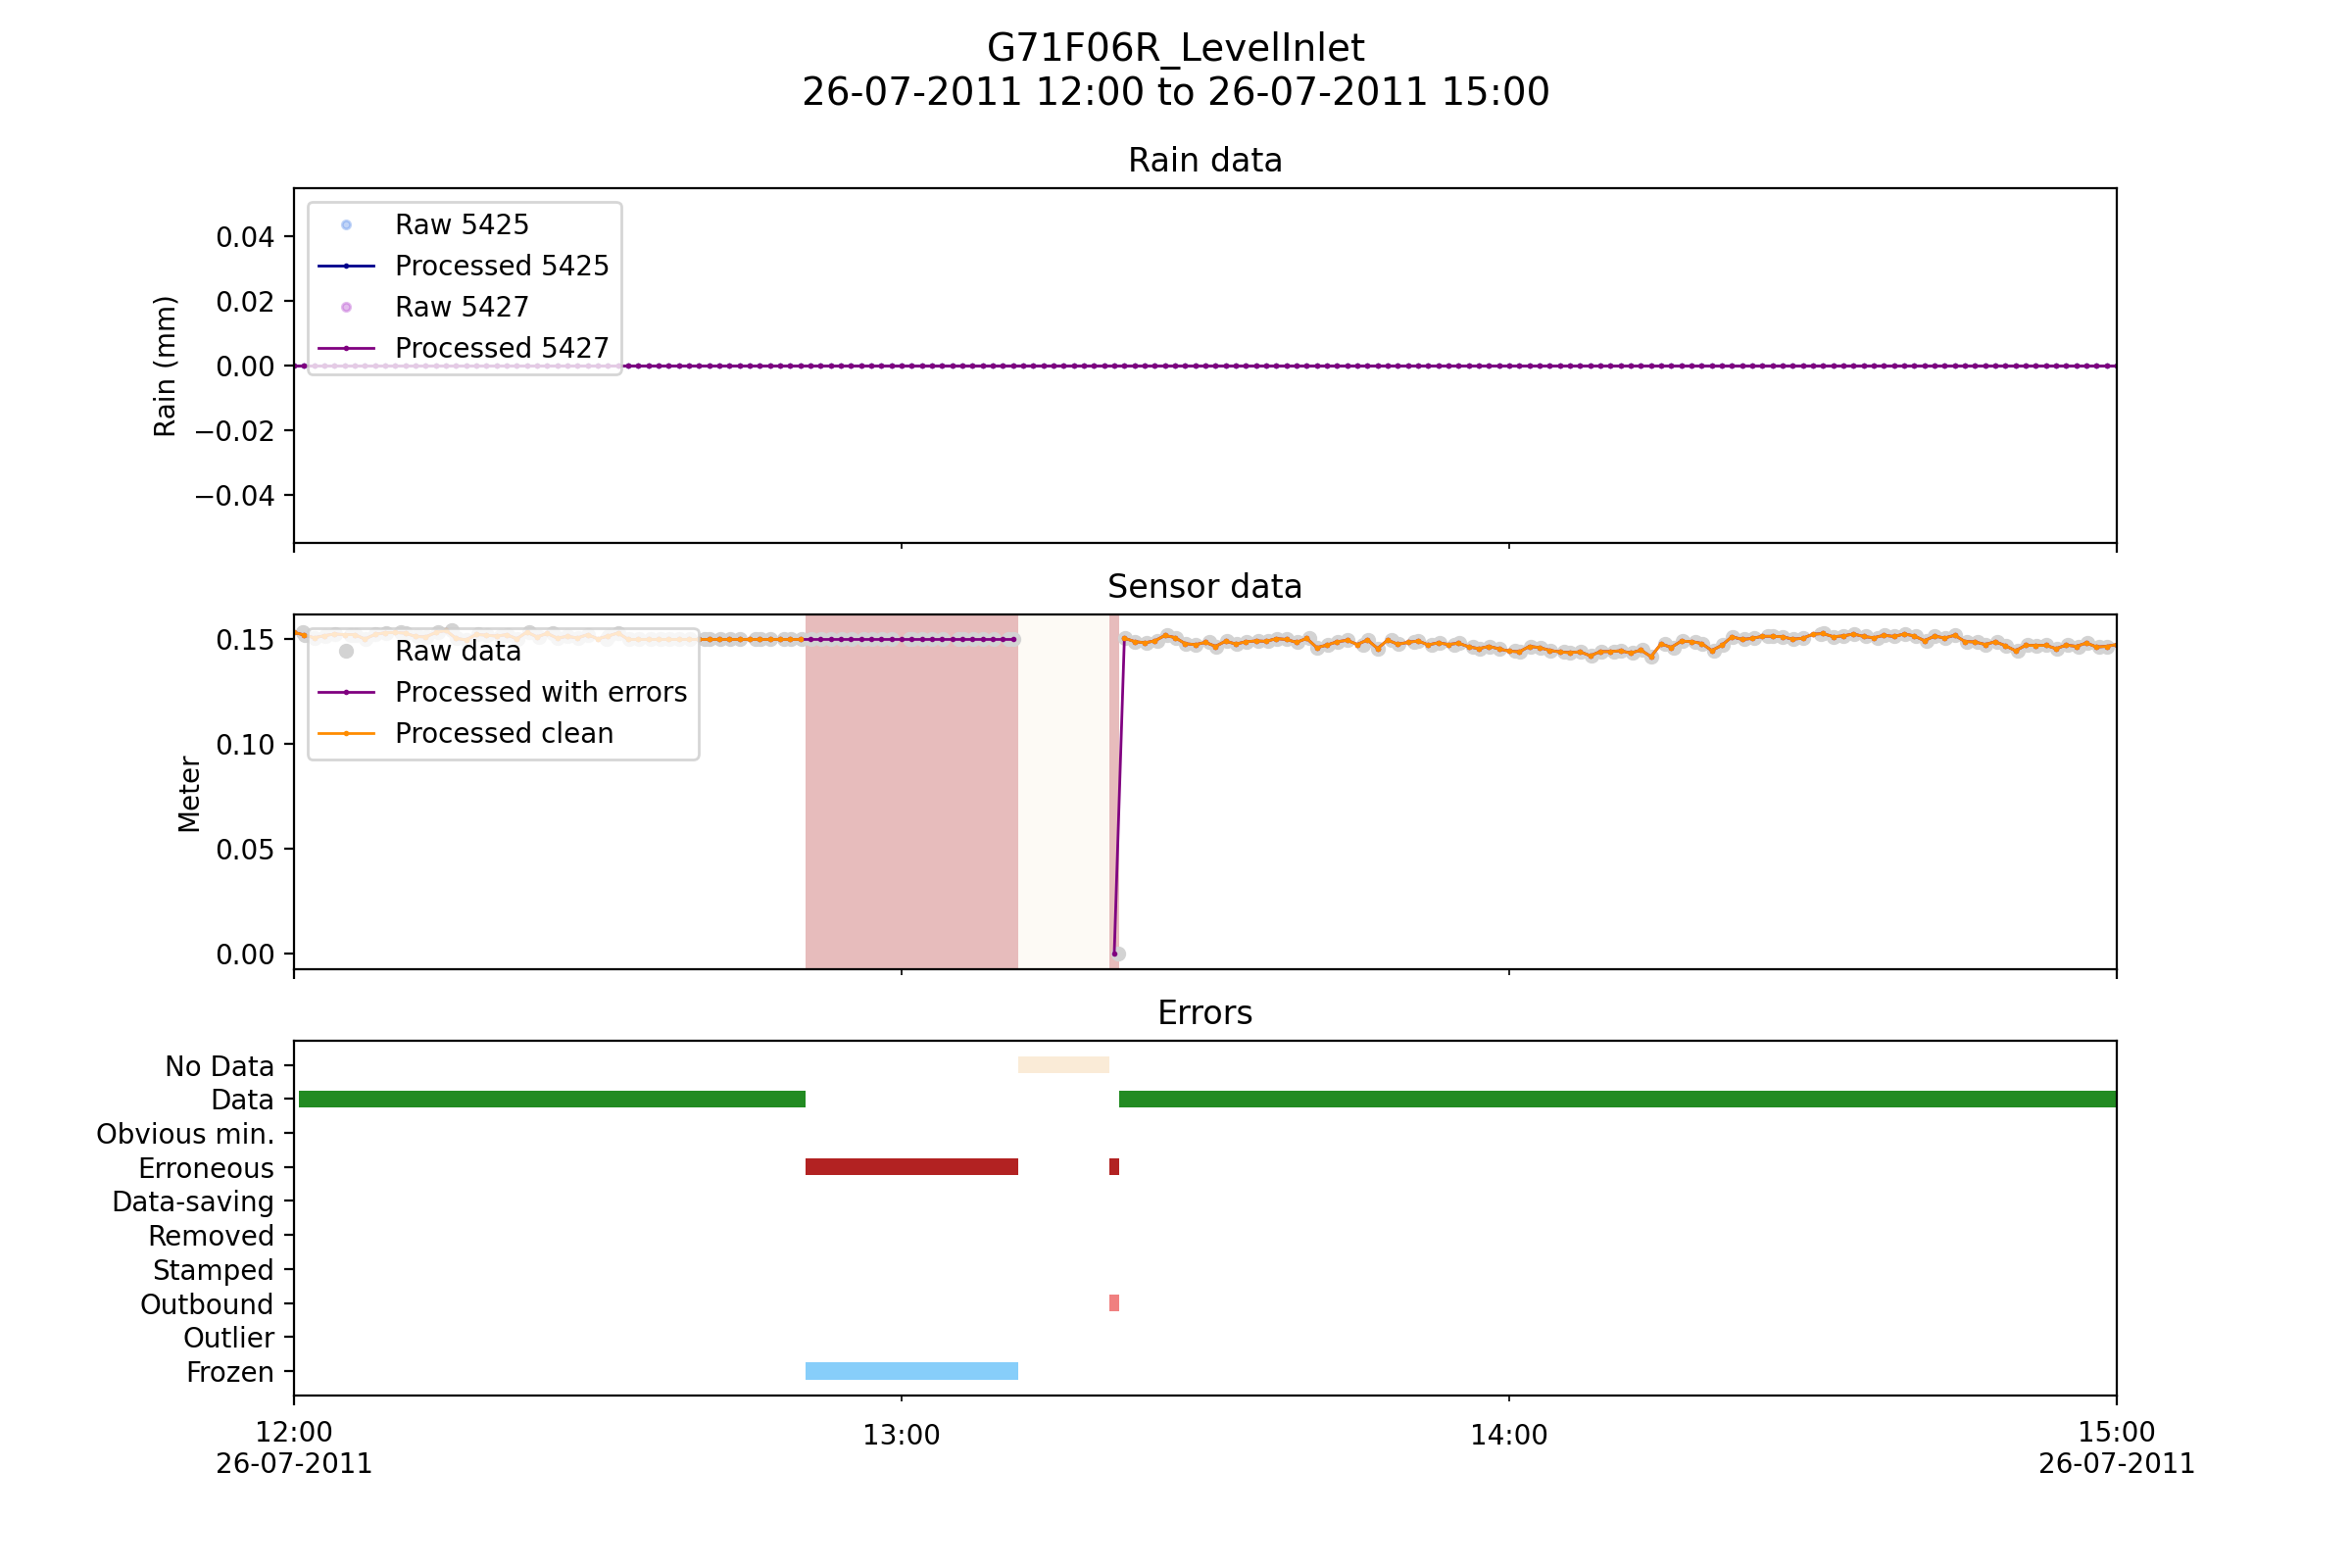 G71F06R_LevelInlet
26-07-2011 12:00 to 26-07-2011 15:00
Rain data
Rain (mm)
0.04
0.02
0.00
−0.02
−0.04
Raw 5425
Processed 5425
Raw 5427
Processed 5427
Sensor data
Meter
0.15
0.10
0.05
0.00
Raw data
Processed with errors
Processed clean
Errors
No Data
Data
Obvious min.
Erroneous
Data-saving
Removed
Stamped
Outbound
Outlier
Frozen
12:00
26-07-2011
13:00
14:00
15:00
26-07-2011